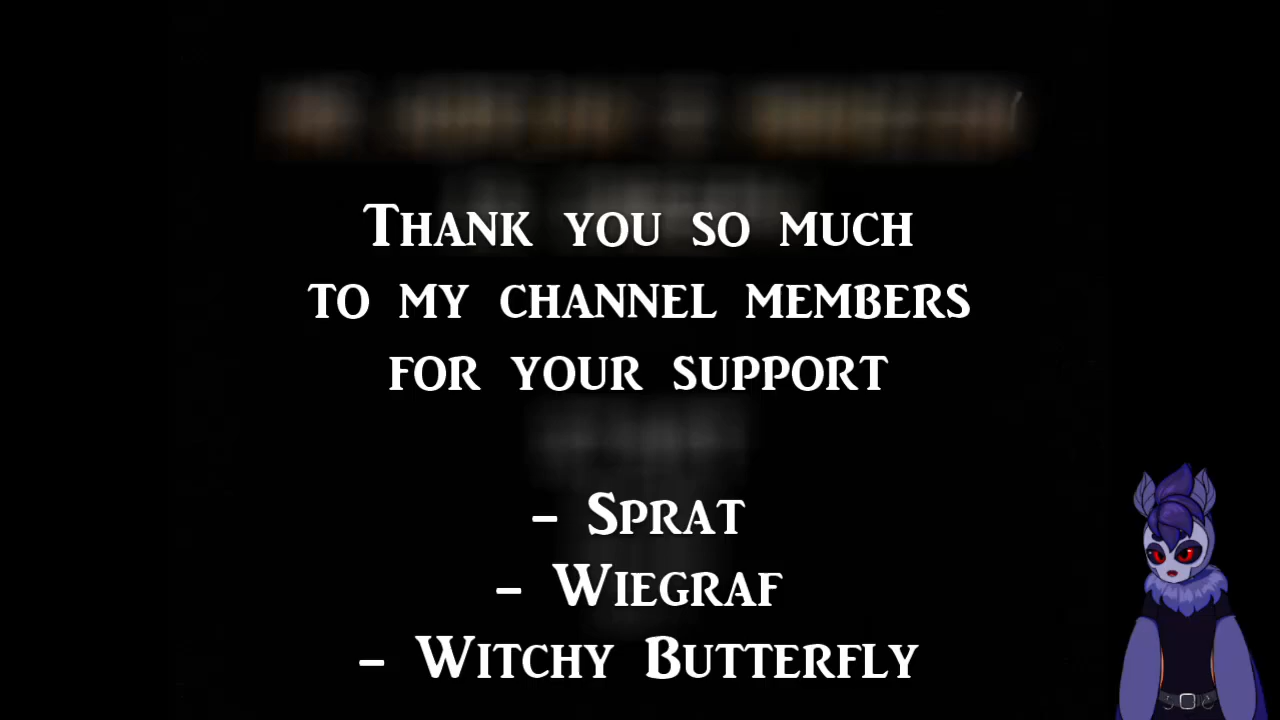 Thank you so much
to my channel members
for your support
- Sprat
- Wiegraf
- Witchy Butterfly